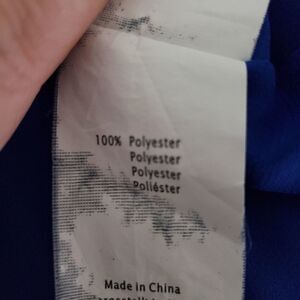 100% Polyester
Polyester
Polyester
Poliéster
Made in China